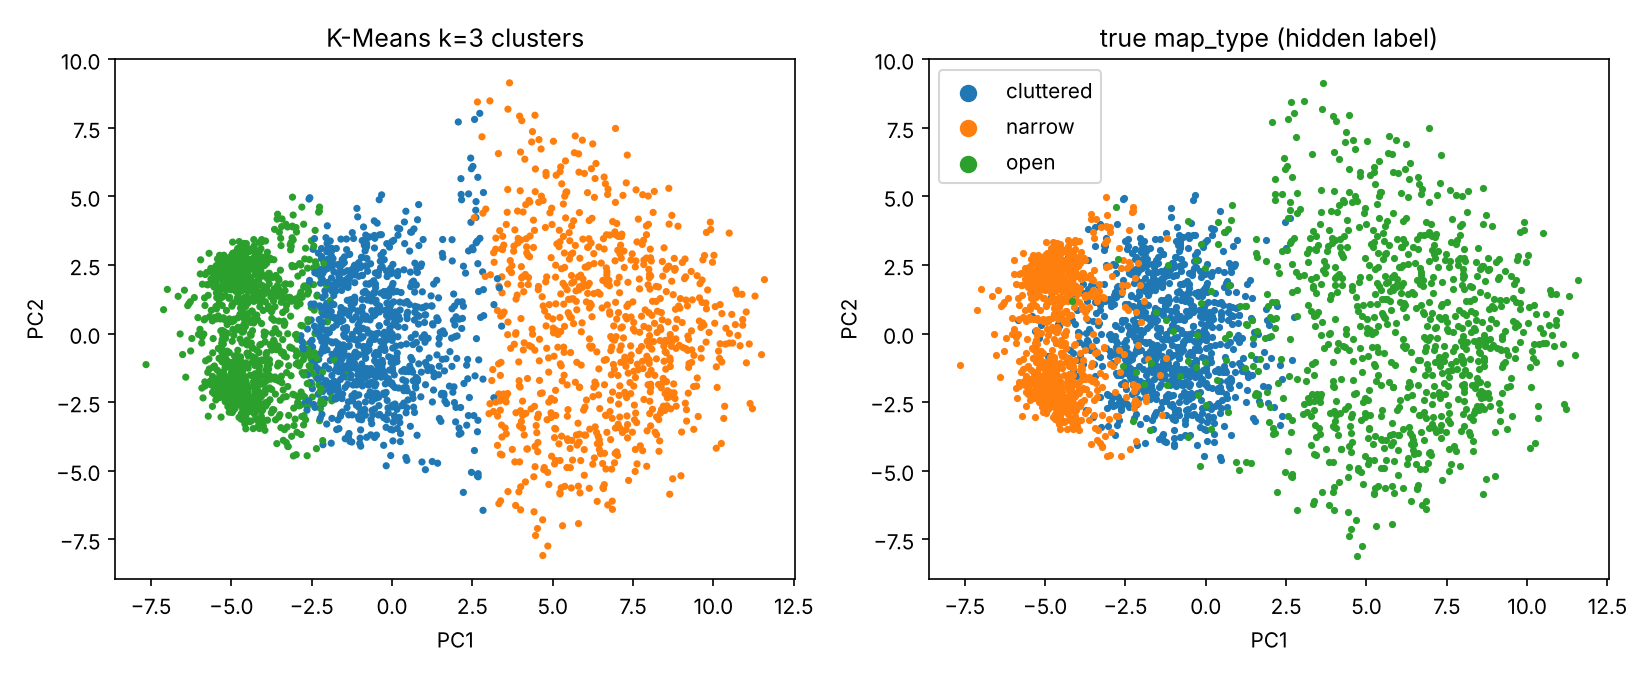 K-Means k=3 clusters
10.0
7.5
5.0
2.5
0.0
−2.5
−5.0
−7.5
PC2
−7.5 −5.0 −2.5 0.0 2.5 5.0 7.5 10.0 12.5
PC1
true map_type (hidden label)
cluttered
narrow
open
10.0
7.5
5.0
2.5
0.0
−2.5
−5.0
−7.5
PC2
−7.5 −5.0 −2.5 0.0 2.5 5.0 7.5 10.0 12.5
PC1